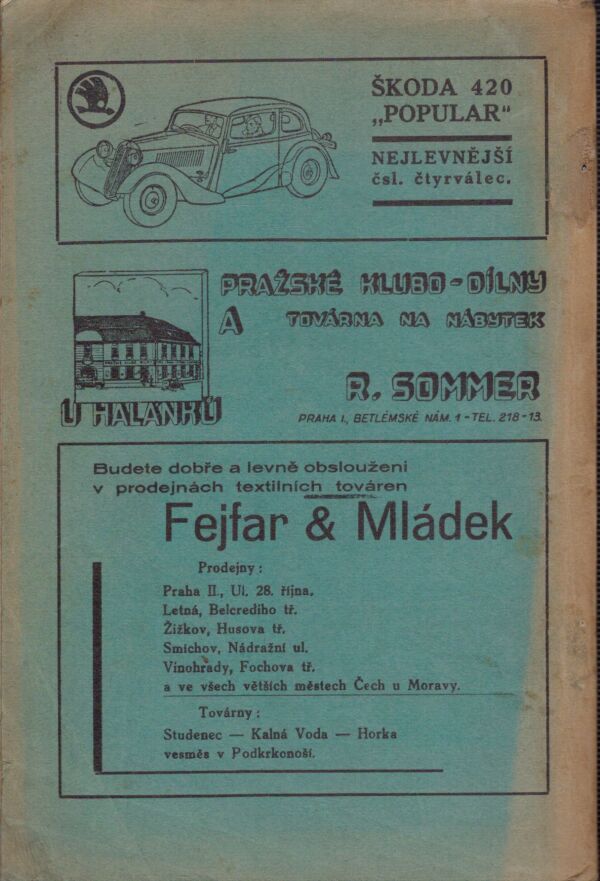 ŠKODA 420
„POPULAR“
NEJLEVNĚJŠÍ
čsl. čtyrválec.
PRAŽSKÉ KLUBO-DÍLNY
A TOVÁRNA NA NÁBYTEK
R. SOMMER
U HALÁNKŮ
PRAHA I., BETLÉMSKÉ NÁM. 1 - TEL. 218-13.
Budete dobře a levně obslouženi
v prodejnách textilních továren
Fejfar & Mládek
Prodejny :
Praha II., Ul. 28. října.
Letná, Belcrediho tř.
Žižkov, Husova tř.
Smíchov, Nádražní ul.
Vinohrady, Fochova tř.
a ve všech větších městech Čech u Moravy.
Továrny :
Studenec — Kalná Voda — Horka
vesměs v Podkrkonoší.